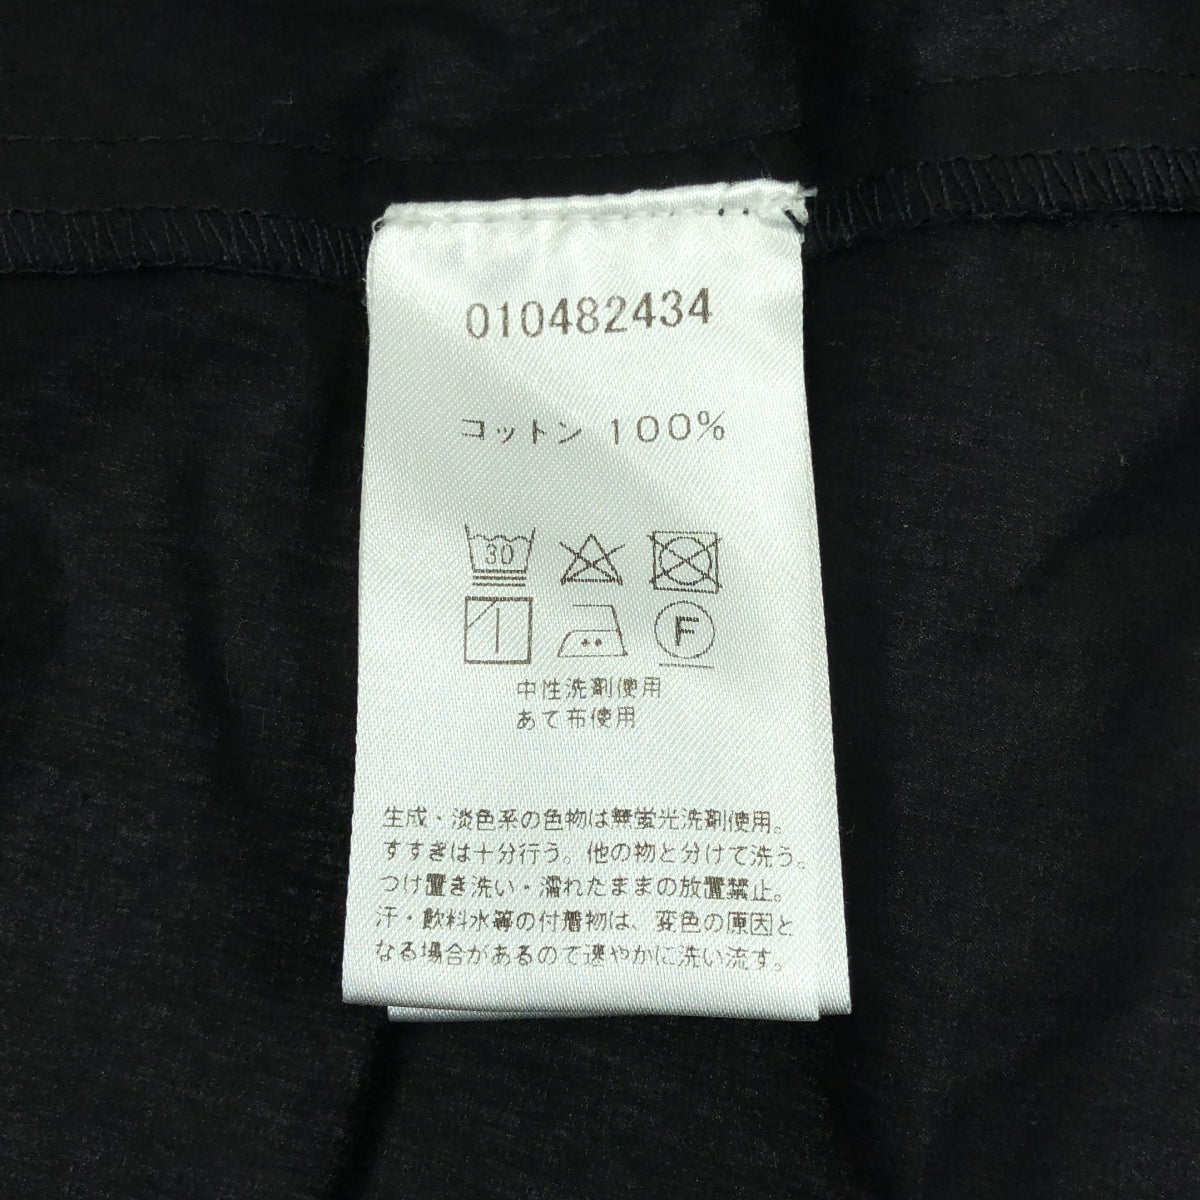 010482434
コットン 100%
30
F
中性洗剤使用
あて布使用
生成・淡色系の色物は無蛍光洗剤使用。
すすぎは十分行う。他の物と分けて洗う。
つけ置き洗い・濡れたままの放置禁止。
汗・飲料水等の付着物は、変色の原因と
なる場合があるので速やかに洗い流す。